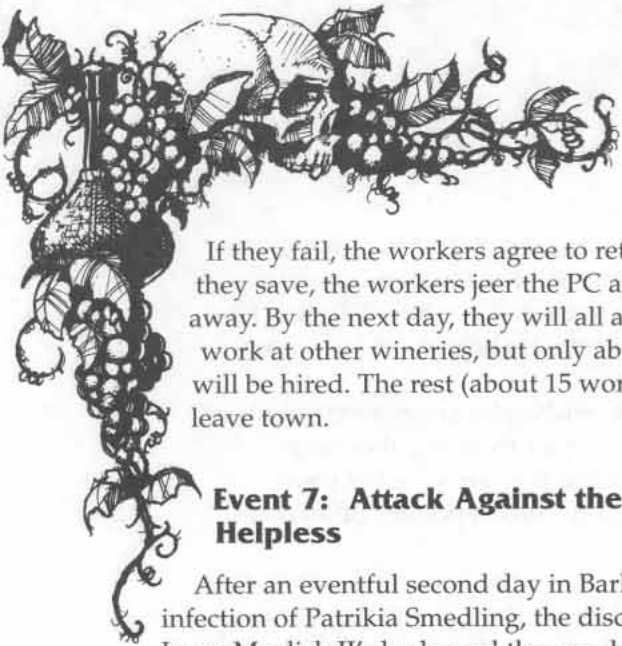 If they fail, the workers agree to ret
they save, the workers jeer the PC a
away. By the next day, they will all a
work at other wineries, but only ab
will be hired. The rest (about 15 wor
leave town.
Event 7: Attack Against the
Helpless
After an eventful second day in Barl
infection of Patrikia Smedling, the disc